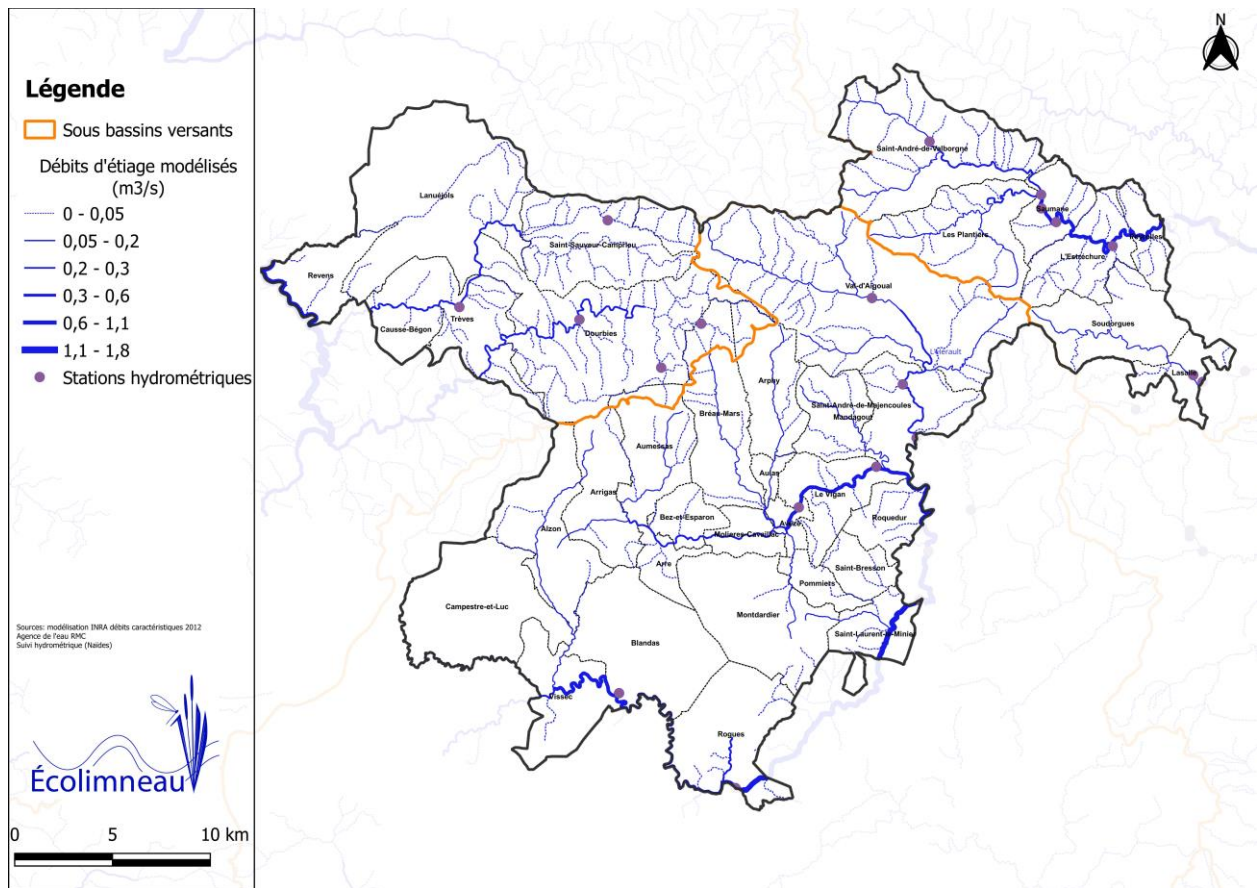 N
Légende
Sous bassins versants
Débits d'étiage modélisés
(m3/s)
0 - 0,05
0,05 - 0,2
0,2 - 0,3
0,3 - 0,6
0,6 - 1,1
1,1 - 1,8
Stations hydrométriques
Sources: modélisation INRA débits caractéristiques 2012
Agence de l'eau RMC
Suivi hydrométrique (Naïdes)
Écolimneau
0 5 10 km
Saint-André-de-Valborgne
Lanuéjols
Saumane
Les Plantiers
L'Estréchure
Saint-Sauveur-Camprieu
Revens
Val-d'Aigoual
Trèves
Causse-Bégon
Dourbies
Soudorgues
L'Hérault
Lasalle
Arphy
Saint-André-de-Majencoules
Mandagout
Bréau-Mars
Aumessas
Aulas
Arrigas
Le Vigan
Bez-et-Esparon
Roquedur
Alzon
Avèze
Molières-Cavaillac
Arre
Saint-Bresson
Pommiers
Campestre-et-Luc
Montdardier
Saint-Laurent-le-Minier
Blandas
Vissec
Rogues